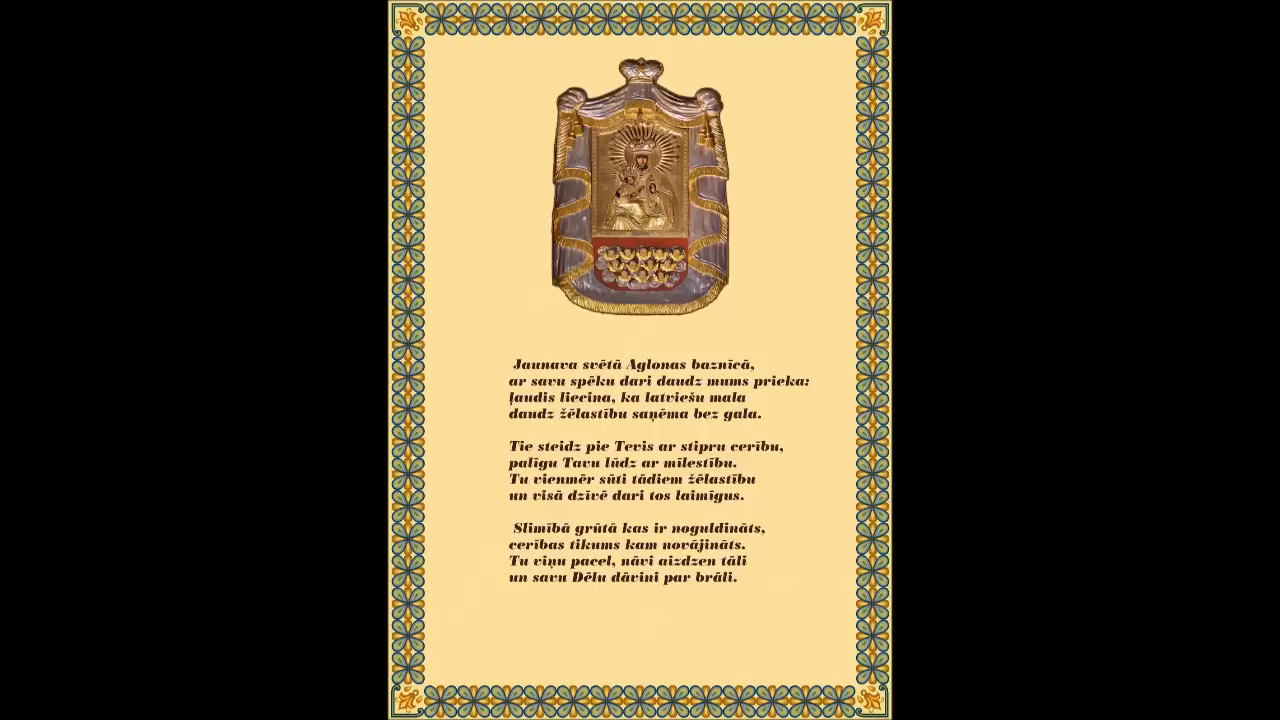 Jaunava svētā Aglonas baznīcā,
ar savu spēku dari daudz mums prieka:
ļaudis liecina, ka latviešu mala
daudz žēlastību saņēma bez gala.
Tie steidz pie Tevis ar stipru cerību,
palīgu Tavu lūdz ar mīlestību.
Tu vienmēr sūti tādiem žēlastību
un visā dzīvē dari tos laimīgus.
Slimībā grūtā kas ir noguldināts,
cerības tikums kam novājināts.
Tu viņu pacel, nāvi aizdzen tāli
un savu Dēlu dāvini par brāli.